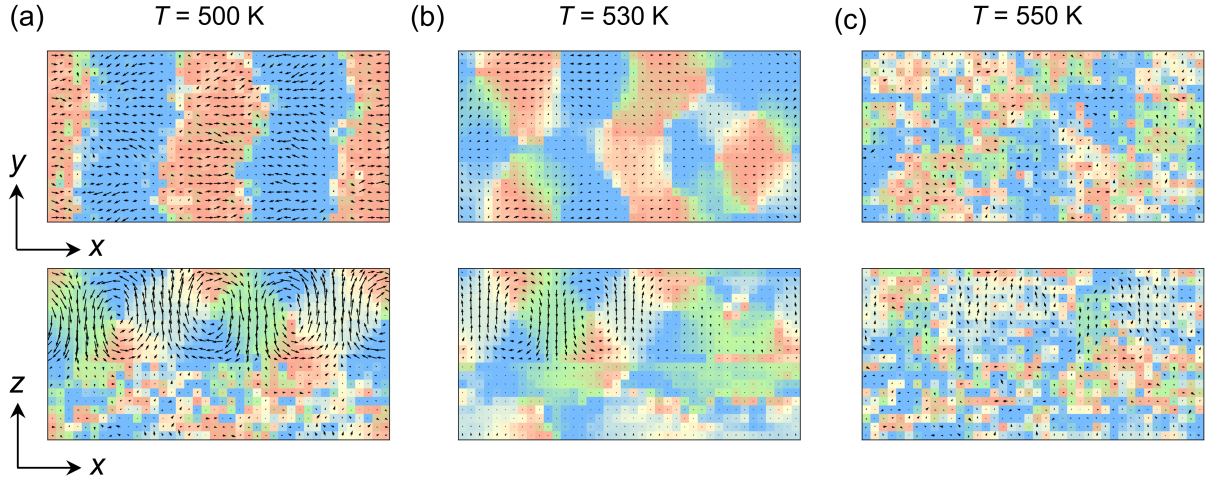 (a) T = 500 K
(b) T = 530 K
(c) T = 550 K
y
x
z
x